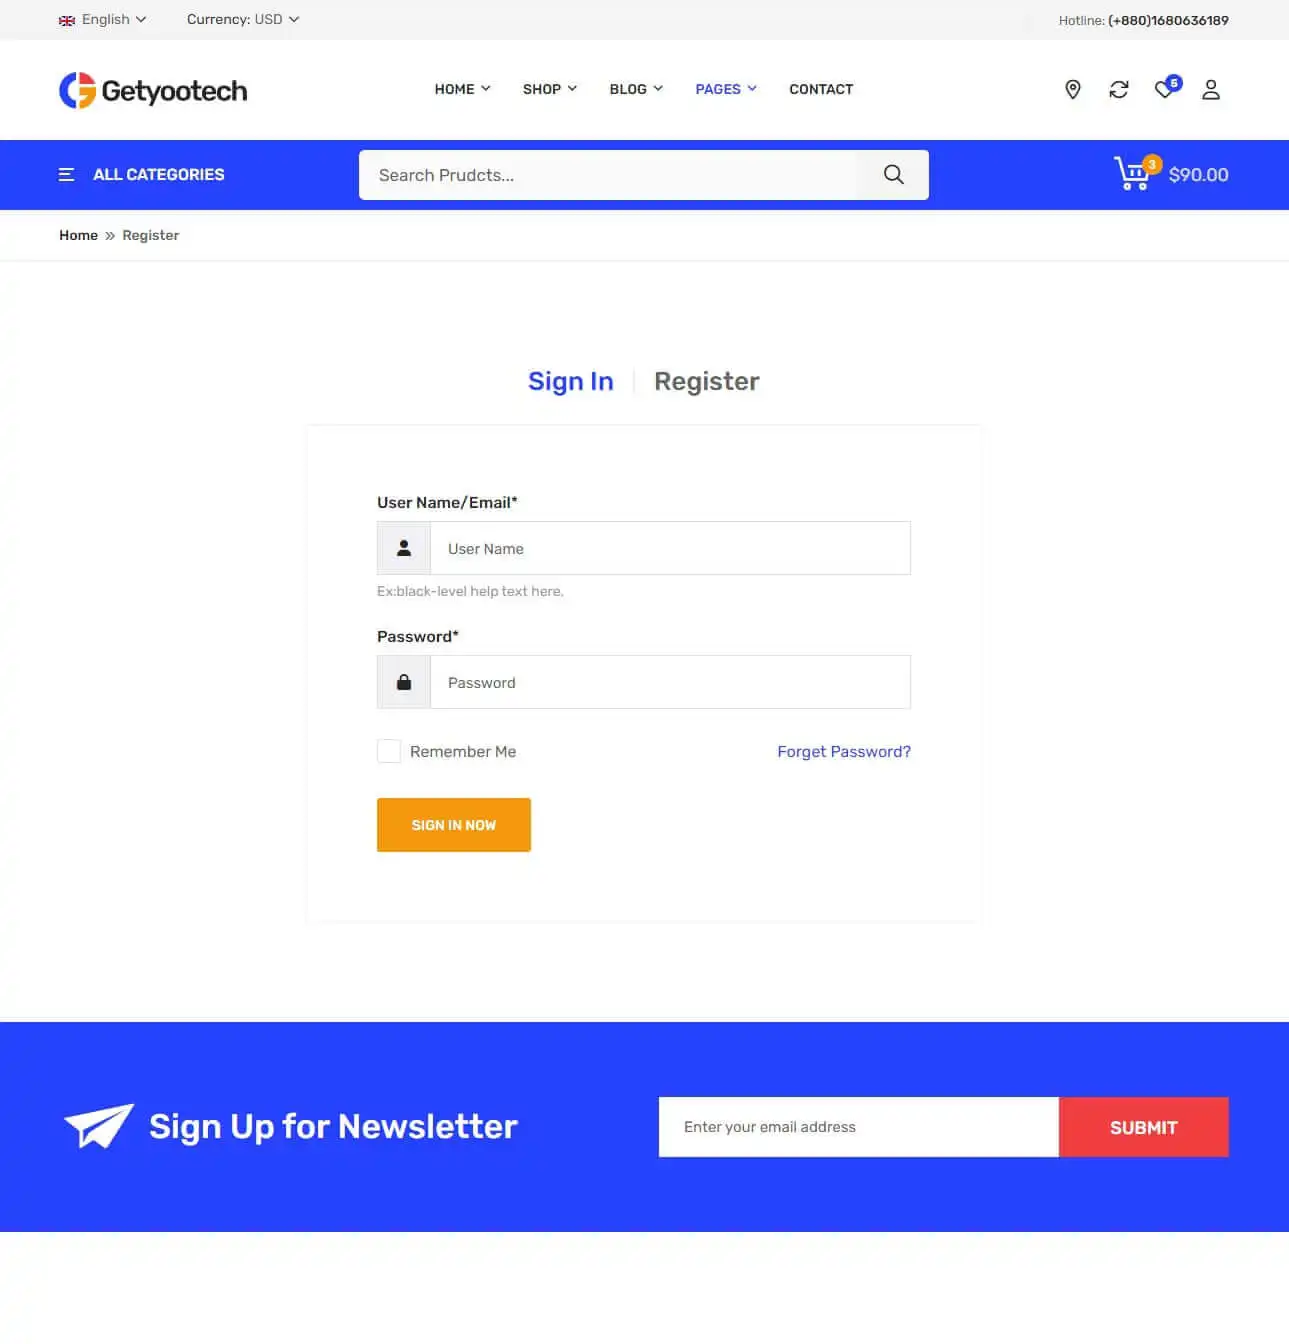 English
Currency: USD
Hotline: (+880)1680636189
Getyootech
HOME
SHOP
BLOG
PAGES
CONTACT
5
ALL CATEGORIES
Search Prudcts...
3
$90.00
Home » Register
Sign In
Register
User Name/Email*
User Name
Ex:black-level help text here.
Password*
Password
Remember Me
Forget Password?
SIGN IN NOW
Sign Up for Newsletter
Enter your email address
SUBMIT